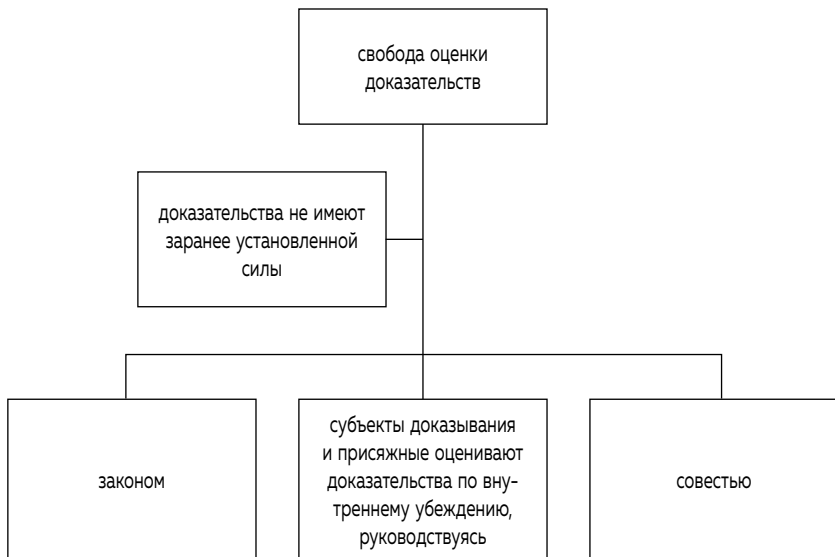 свобода оценки
доказательств
доказательства не имеют
заранее установленной
силы
законом
субъекты доказывания
и присяжные оценивают
доказательства по вну-
треннему убеждению,
руководствуясь
совестью